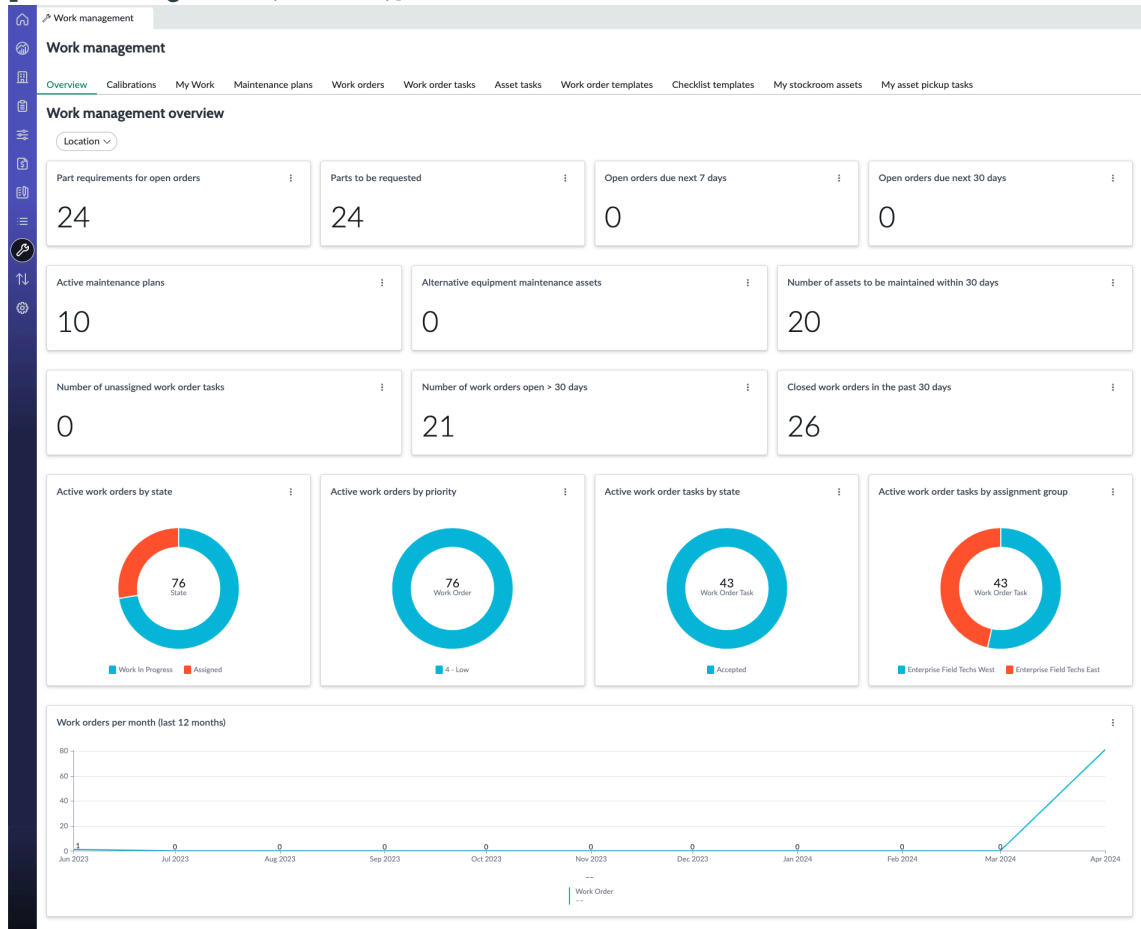 Work management
Work management
Overview Calibrations My Work Maintenance plans Work orders Work order tasks Asset tasks Work order templates Checklist templates My stockroom assets My asset pickup tasks
Work management overview
Location
Part requirements for open orders
24
Parts to be requested
24
Open orders due next 7 days
0
Open orders due next 30 days
0
Active maintenance plans
10
Alternative equipment maintenance assets
0
Number of assets to be maintained within 30 days
20
Number of unassigned work order tasks
0
Number of work orders open > 30 days
21
Closed work orders in the past 30 days
26
Active work orders by state
76
State
Work In Progress Assigned
Active work orders by priority
76
Work Order
4 - Low
Active work order tasks by state
43
Work Order Task
Accepted
Active work order tasks by assignment group
43
Work Order Task
Enterprise Field Techs West Enterprise Field Techs East
Work orders per month (last 12 months)
80
60
40
20
0
1 0 0 0 0 0 0 0 0 0
Jun 2023 Jul 2023 Aug 2023 Sep 2023 Oct 2023 Nov 2023 Dec 2023 Jan 2024 Feb 2024 Mar 2024 Apr 2024
--
Work Order
--